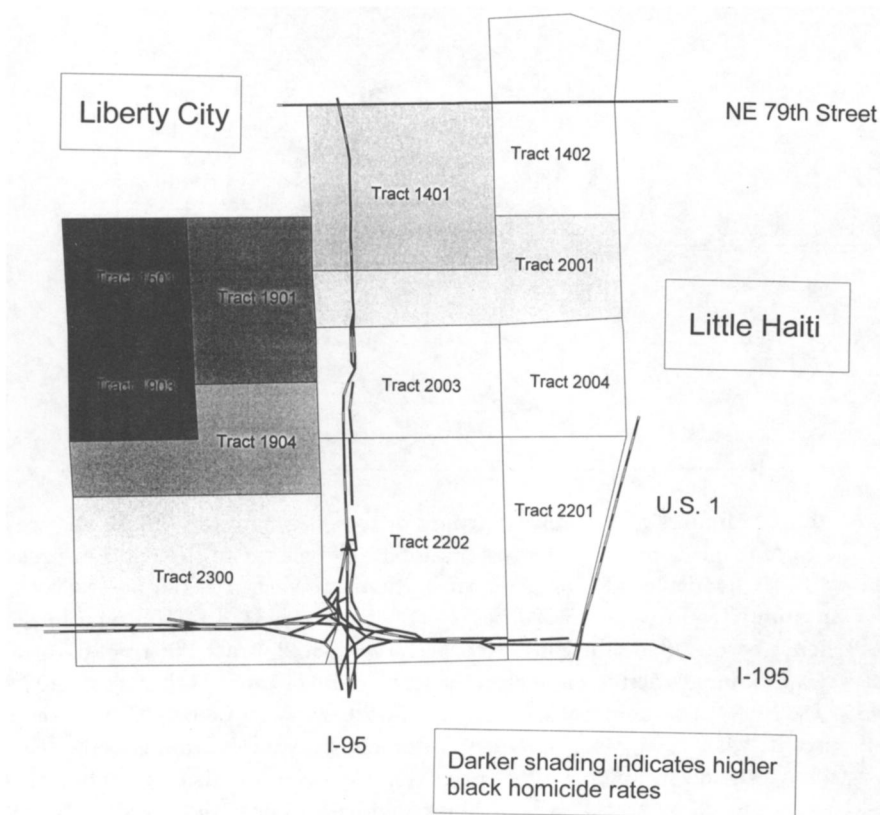 Liberty City
NE 79th Street
Tract 1402
Tract 1401
Tract 2001
Tract 1901
Little Haiti
Tract 2003
Tract 2004
Tract 1904
Tract 2201
U.S. 1
Tract 2202
Tract 2300
I-195
I-95
Darker shading indicates higher
black homicide rates